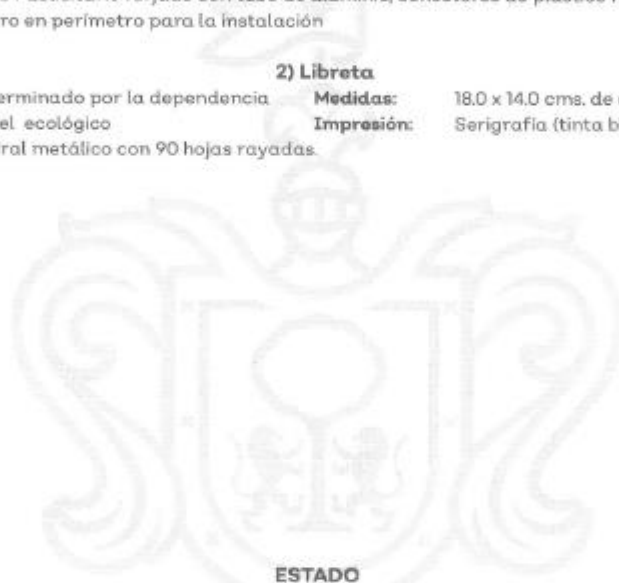 ro en perímetro para la instalación
2) Libreta
erminado por la dependencia Medidas: 18.0 x 14.0 cms. de
el ecológico Impresión: Serigrafía (tinta b
ral metálico con 90 hojas rayadas.
ESTADO